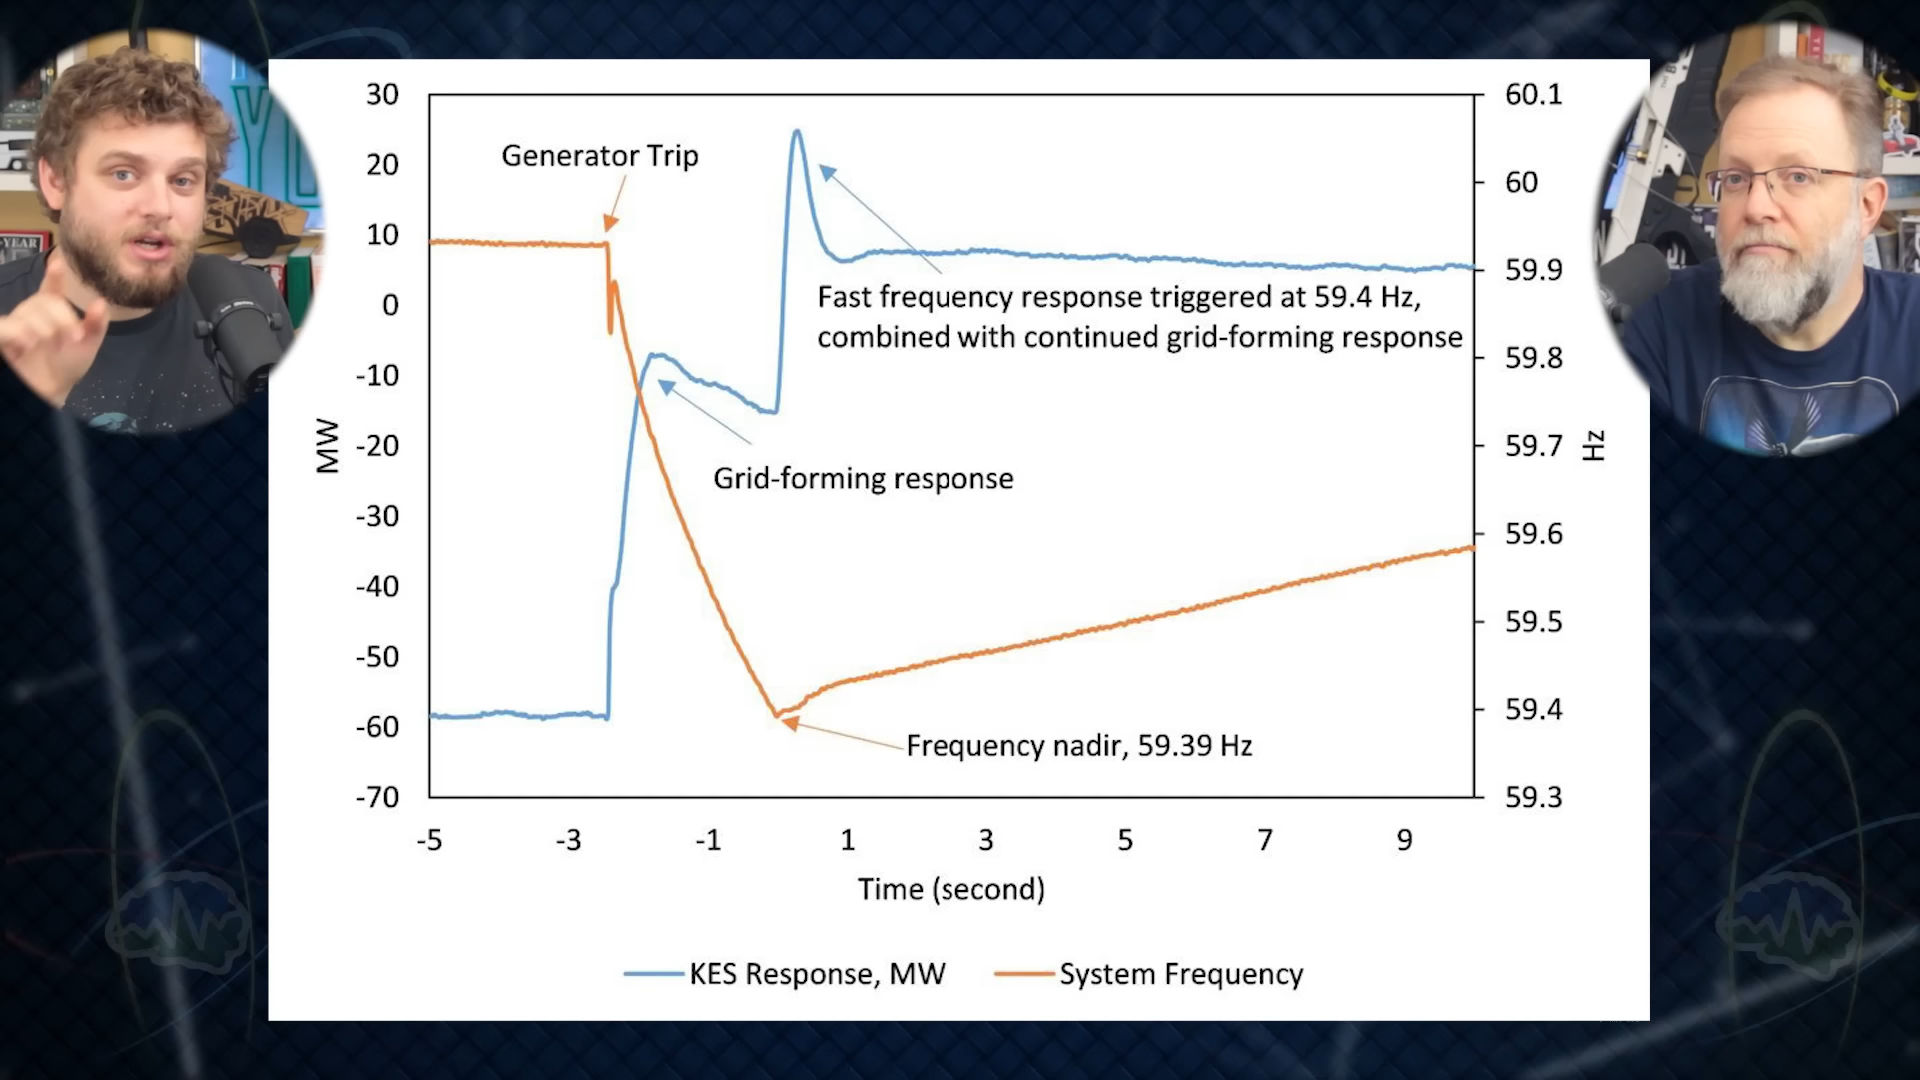 30
20
10
0
-10
-20
-30
-40
-50
-60
-70
MW
60.1
60
59.9
59.8
59.7
59.6
59.5
59.4
59.3
Hz
Generator Trip
Fast frequency response triggered at 59.4 Hz,
combined with continued grid-forming response
Grid-forming response
Frequency nadir, 59.39 Hz
-5 -3 -1 1 3 5 7 9
Time (second)
KES Response, MW System Frequency
-YEAR